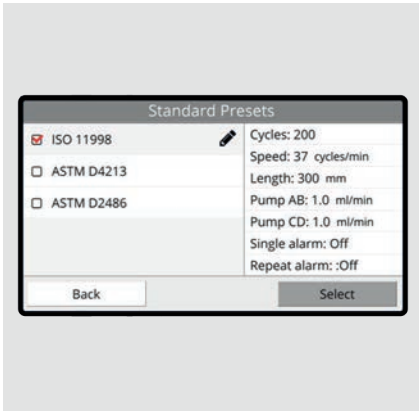 Standard Presets
ISO 11998
ASTM D4213
ASTM D2486
Cycles: 200
Speed: 37 cycles/min
Length: 300 mm
Pump AB: 1.0 ml/min
Pump CD: 1.0 ml/min
Single alarm: Off
Repeat alarm: :Off
Back
Select